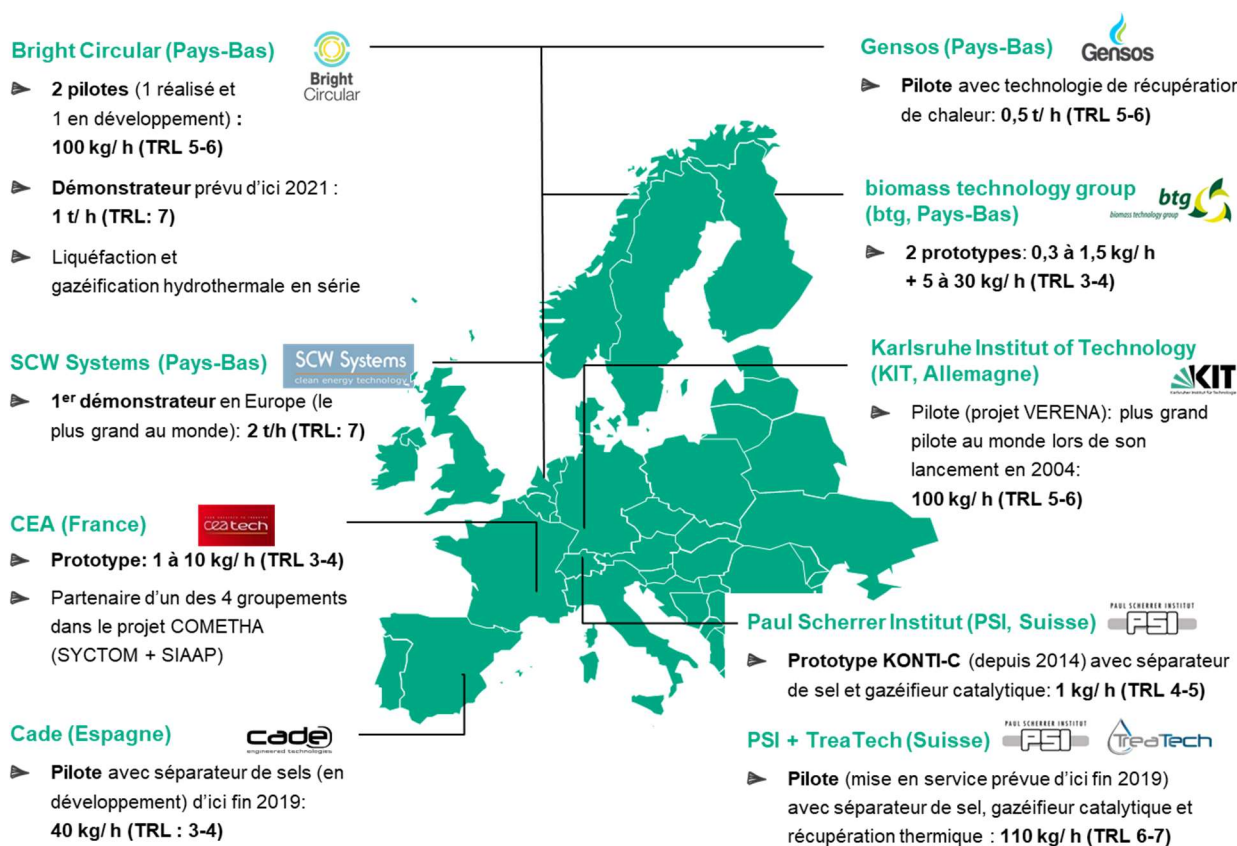 Bright Circular (Pays-Bas)
Bright
Circular
2 pilotes (1 réalisé et
1 en développement) :
100 kg/ h (TRL 5-6)
Démonstrateur prévu d'ici 2021 :
1 t/ h (TRL: 7)
Liquéfaction et
gazéification hydrothermale en série
SCW Systems (Pays-Bas)
SCW Systems
clean energy technology
1er démonstrateur en Europe (le
plus grand au monde): 2 t/h (TRL: 7)
CEA (France)
cea tech
Prototype: 1 à 10 kg/ h (TRL 3-4)
Partenaire d'un des 4 groupements
dans le projet COMETHA
(SYCTOM + SIAAP)
Cade (Espagne)
cade
engineered technologies
Pilote avec séparateur de sels (en
développement) d'ici fin 2019:
40 kg/ h (TRL : 3-4)
Gensos (Pays-Bas)
Gensos
Pilote avec technologie de récupération
de chaleur: 0,5 t/ h (TRL 5-6)
biomass technology group
(btg, Pays-Bas)
btg
biomass technology group
2 prototypes: 0,3 à 1,5 kg/ h
+ 5 à 30 kg/ h (TRL 3-4)
Karlsruhe Institut of Technology
(KIT, Allemagne)
KIT
Karlsruher Institut für Technologie
Pilote (projet VERENA): plus grand
pilote au monde lors de son
lancement en 2004:
100 kg/ h (TRL 5-6)
Paul Scherrer Institut (PSI, Suisse)
PAUL SCHERRER INSTITUT
PSI
Prototype KONTI-C (depuis 2014) avec séparateur
de sel et gazéifieur catalytique: 1 kg/ h (TRL 4-5)
PSI + TreaTech (Suisse)
PAUL SCHERRER INSTITUT
PSI
TreaTech
Pilote (mise en service prévue d'ici fin 2019)
avec séparateur de sel, gazéifieur catalytique et
récupération thermique : 110 kg/ h (TRL 6-7)